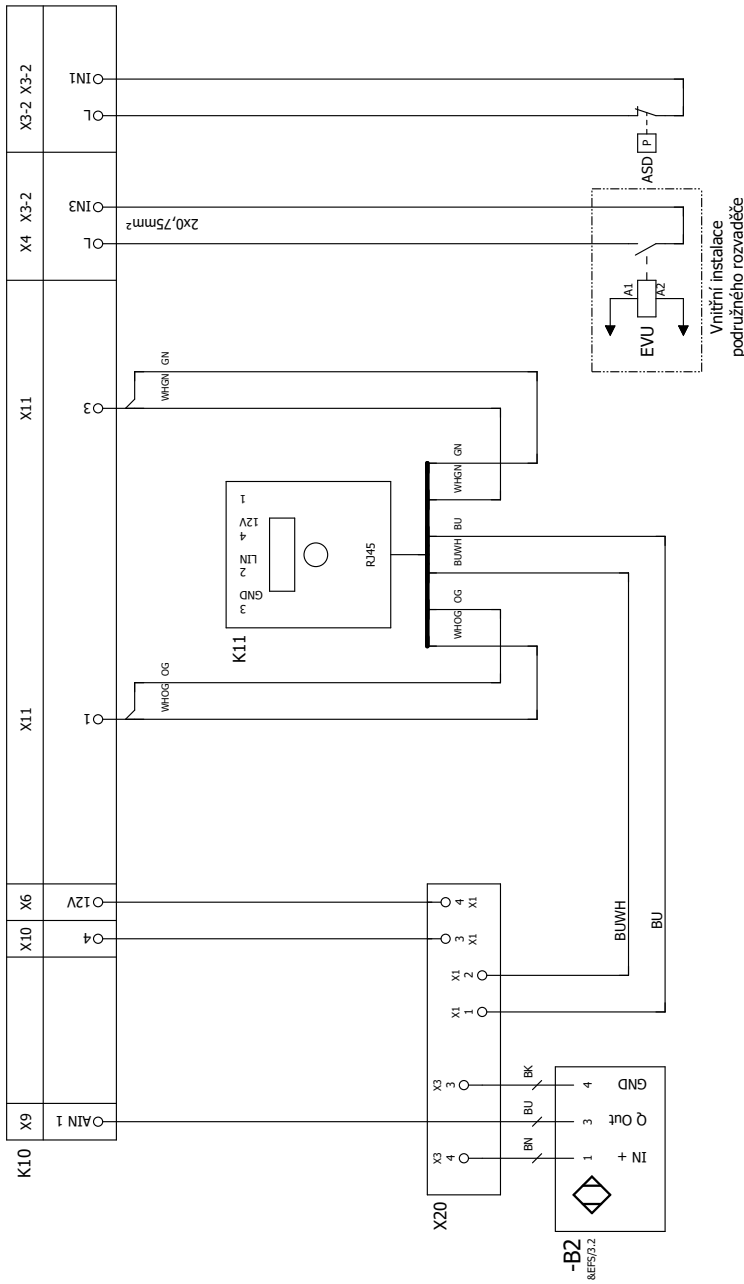 K10
X9
X10
X6
X11
X11
X4
X3-2
X3-2
X3-2
AIN 1
4
12V
1
3
L
IN3
L
IN1
2x0,75mm²
WHOG
OG
WHGN
GN
K11
3
GND
2
LIN
4
12V
1
RJ45
WHOG
OG
BUWH
BU
WHGN
GN
BUWH
BU
X20
X3
4
X3
3
X1
1
X1
2
3
X1
4
X1
BN
BU
BK
-B2
&EFS/3.2
1
3
4
IN +
Q Out
GND
EVU
A1
A2
ASD
P
Vnitřní instalace
podružného rozvaděče